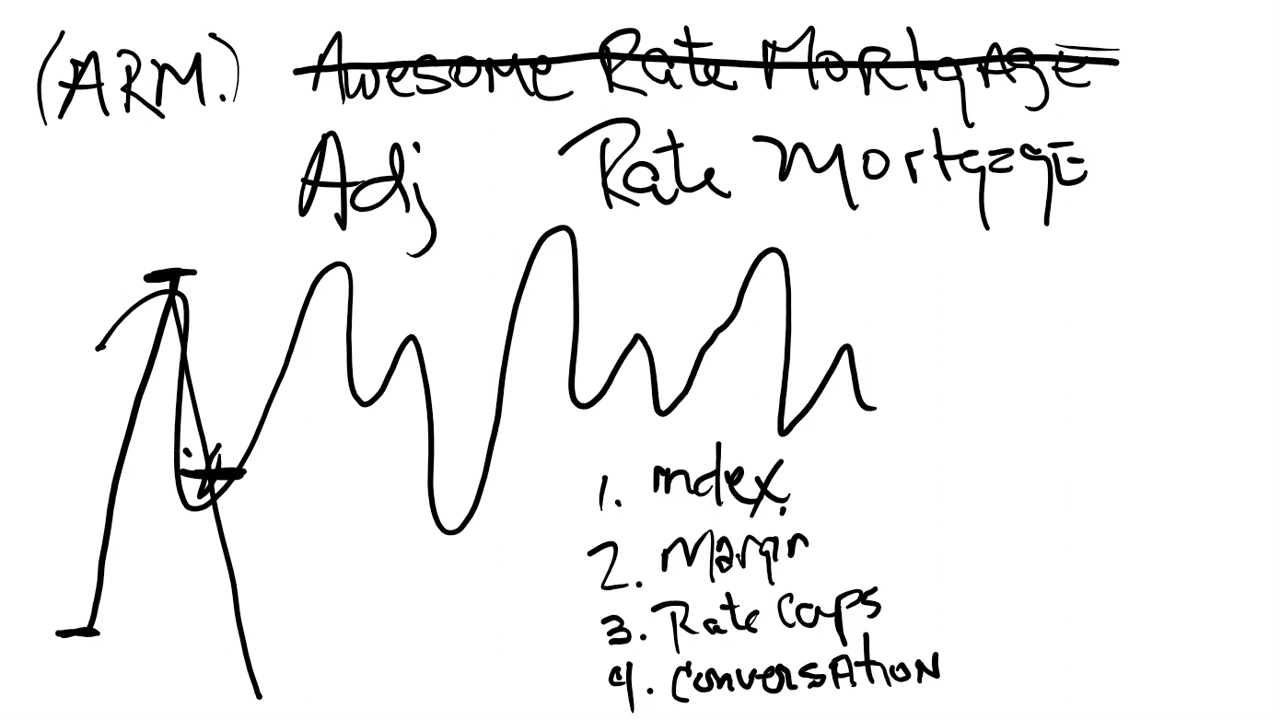 (ARM.) Awesome Rate Mortgage
Adj Rate Mortgage
1. Index.
2. Margin
3. Rate Caps
4. Conversation